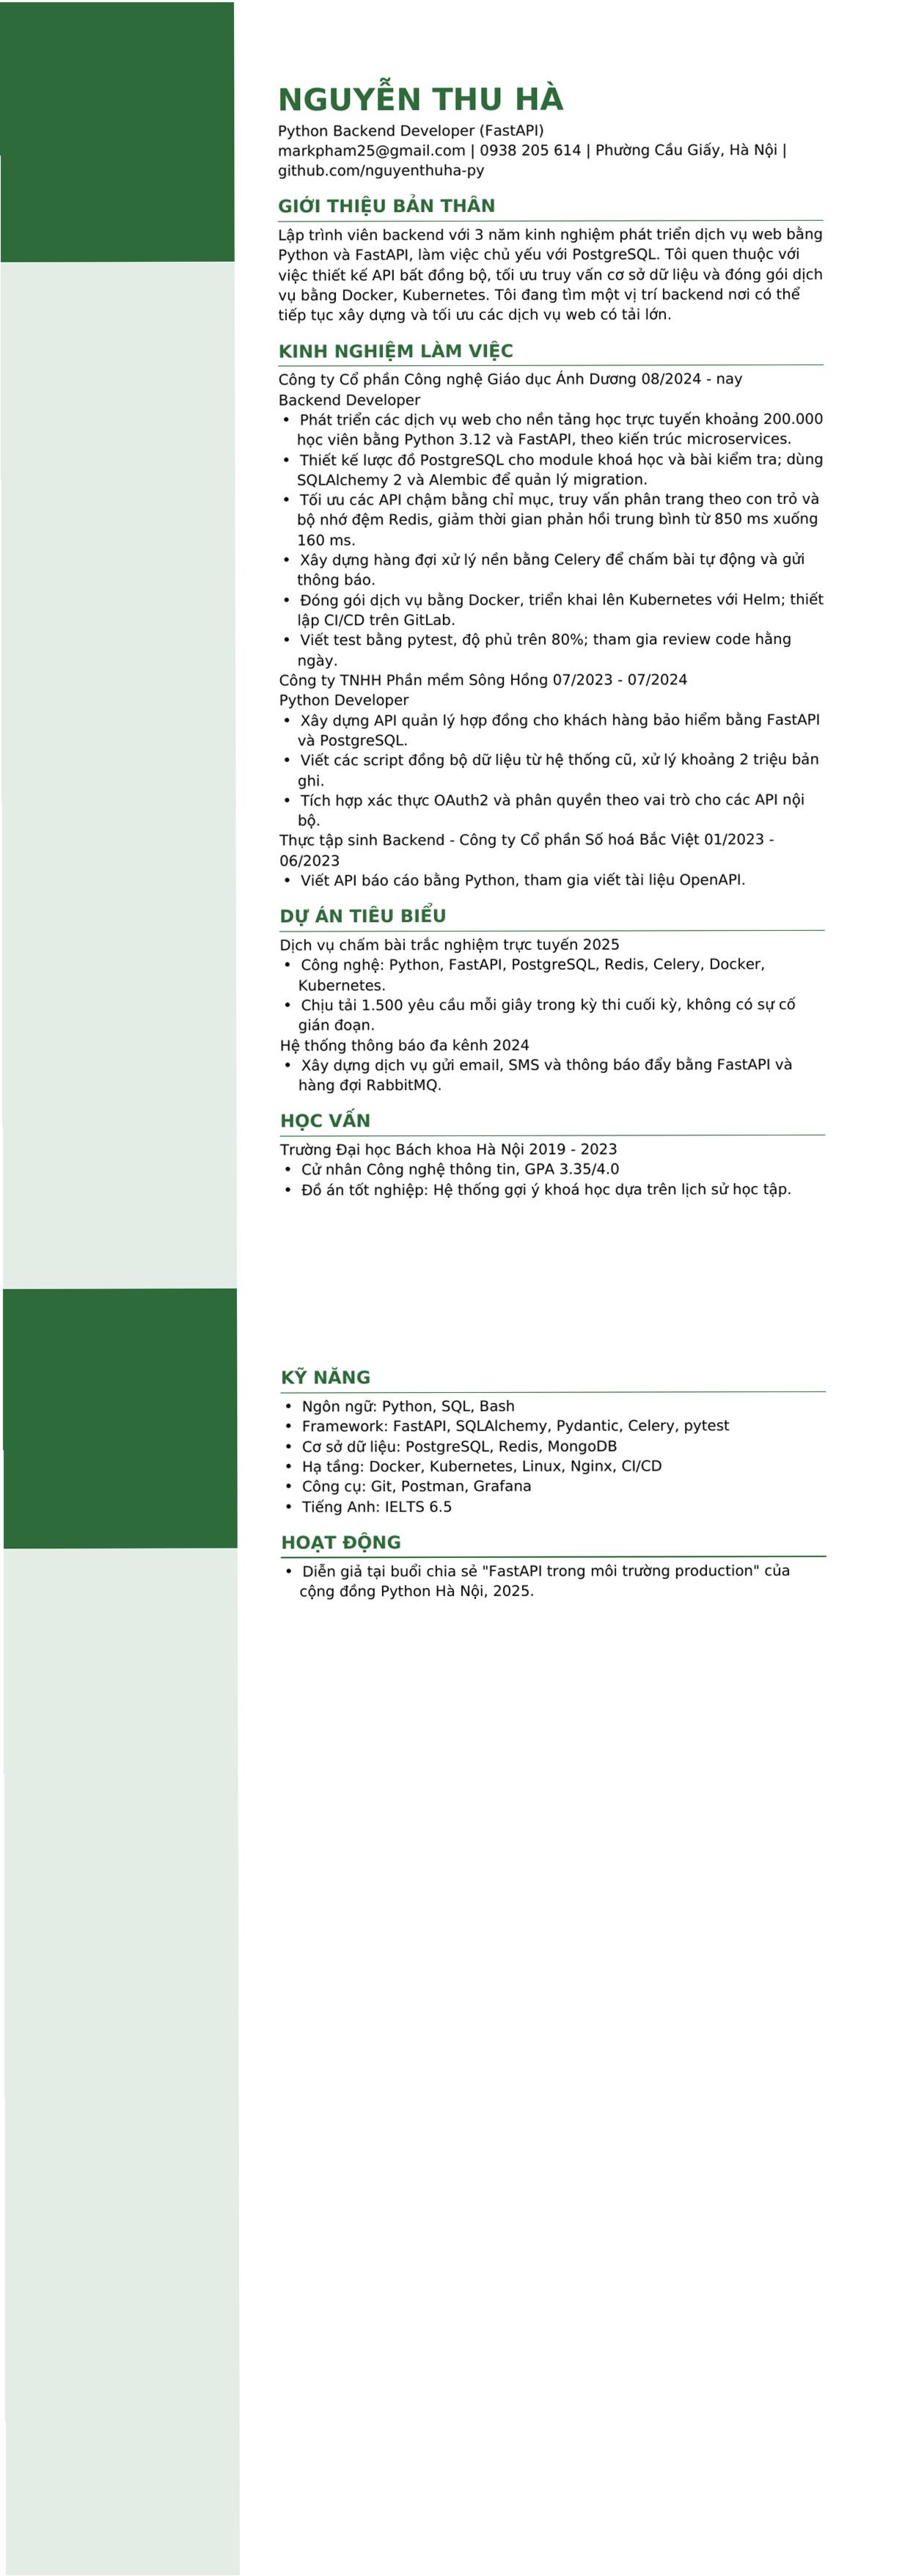 NGUYỄN THU HÀ
Python Backend Developer (FastAPI)
markpham25@gmail.com | 0938 205 614 | Phường Cầu Giấy, Hà Nội |
github.com/nguyenthuha-py
GIỚI THIỆU BẢN THÂN
Lập trình viên backend với 3 năm kinh nghiệm phát triển dịch vụ web bằng
Python và FastAPI, làm việc chủ yếu với PostgreSQL. Tôi quen thuộc với
việc thiết kế API bất đồng bộ, tối ưu truy vấn cơ sở dữ liệu và đóng gói dịch
vụ bằng Docker, Kubernetes. Tôi đang tìm một vị trí backend nơi có thể
tiếp tục xây dựng và tối ưu các dịch vụ web có tải lớn.
KINH NGHIỆM LÀM VIỆC
Công ty Cổ phần Công nghệ Giáo dục Ánh Dương 08/2024 - nay
Backend Developer
• Phát triển các dịch vụ web cho nền tảng học trực tuyến khoảng 200.000
học viên bằng Python 3.12 và FastAPI, theo kiến trúc microservices.
• Thiết kế lược đồ PostgreSQL cho module khoá học và bài kiểm tra; dùng
SQLAlchemy 2 và Alembic để quản lý migration.
• Tối ưu các API chậm bằng chỉ mục, truy vấn phân trang theo con trỏ và
bộ nhớ đệm Redis, giảm thời gian phản hồi trung bình từ 850 ms xuống
160 ms.
• Xây dựng hàng đợi xử lý nền bằng Celery để chấm bài tự động và gửi
thông báo.
• Đóng gói dịch vụ bằng Docker, triển khai lên Kubernetes với Helm; thiết
lập CI/CD trên GitLab.
• Viết test bằng pytest, độ phủ trên 80%; tham gia review code hằng
ngày.
Công ty TNHH Phần mềm Sông Hồng 07/2023 - 07/2024
Python Developer
• Xây dựng API quản lý hợp đồng cho khách hàng bảo hiểm bằng FastAPI
và PostgreSQL.
• Viết các script đồng bộ dữ liệu từ hệ thống cũ, xử lý khoảng 2 triệu bản
ghi.
• Tích hợp xác thực OAuth2 và phân quyền theo vai trò cho các API nội
bộ.
Thực tập sinh Backend - Công ty Cổ phần Số hoá Bắc Việt 01/2023 -
06/2023
• Viết API báo cáo bằng Python, tham gia viết tài liệu OpenAPI.
DỰ ÁN TIÊU BIỂU
Dịch vụ chấm bài trắc nghiệm trực tuyến 2025
• Công nghệ: Python, FastAPI, PostgreSQL, Redis, Celery, Docker,
Kubernetes.
• Chịu tải 1.500 yêu cầu mỗi giây trong kỳ thi cuối kỳ, không có sự cố
gián đoạn.
Hệ thống thông báo đa kênh 2024
• Xây dựng dịch vụ gửi email, SMS và thông báo đẩy bằng FastAPI và
hàng đợi RabbitMQ.
HỌC VẤN
Trường Đại học Bách khoa Hà Nội 2019 - 2023
• Cử nhân Công nghệ thông tin, GPA 3.35/4.0
• Đồ án tốt nghiệp: Hệ thống gợi ý khoá học dựa trên lịch sử học tập.
KỸ NĂNG
• Ngôn ngữ: Python, SQL, Bash
• Framework: FastAPI, SQLAlchemy, Pydantic, Celery, pytest
• Cơ sở dữ liệu: PostgreSQL, Redis, MongoDB
• Hạ tầng: Docker, Kubernetes, Linux, Nginx, CI/CD
• Công cụ: Git, Postman, Grafana
• Tiếng Anh: IELTS 6.5
HOẠT ĐỘNG
• Diễn giả tại buổi chia sẻ "FastAPI trong môi trường production" của
cộng đồng Python Hà Nội, 2025.